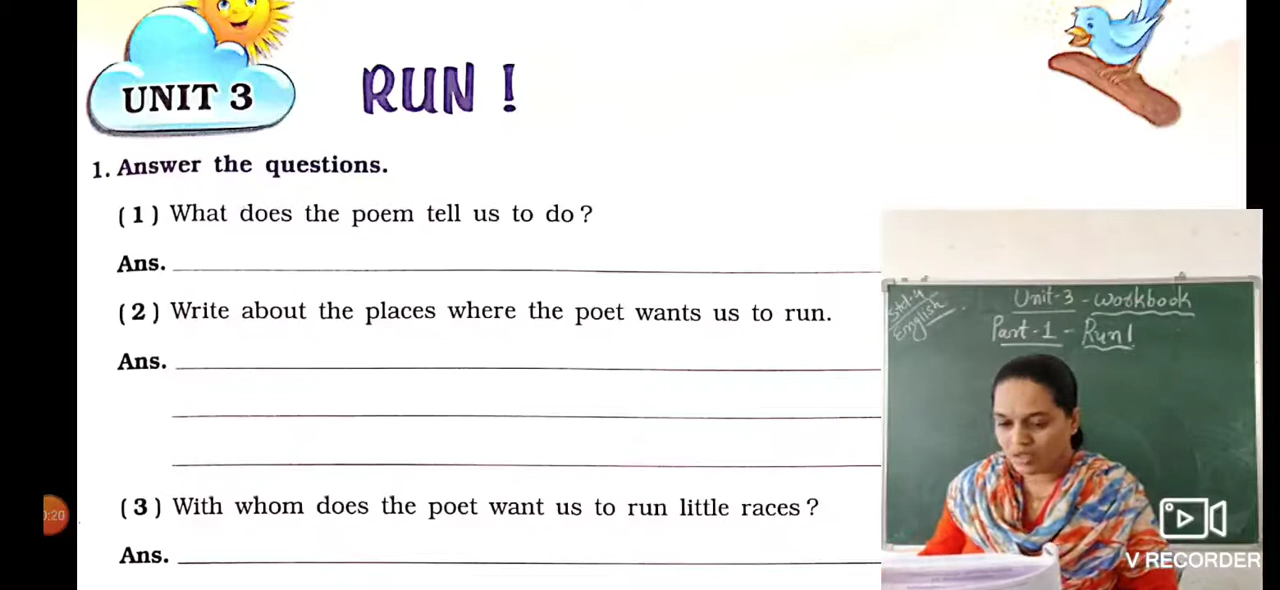 UNIT 3
RUN !
1. Answer the questions.
(1) What does the poem tell us to do?
Ans.
(2) Write about the places where the poet wants us to run.
Ans.
(3) With whom does the poet want us to run little races?
Ans.
Std-4
English
Unit-3 - workbook
Part-1 - Run!
:20
V RECORDER